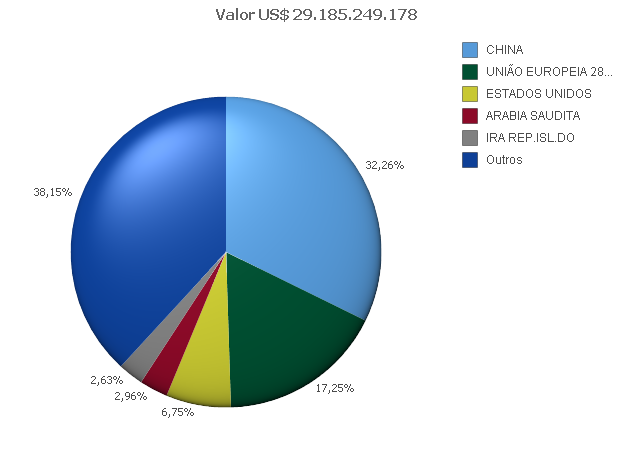 Valor US$ 29.185.249.178
CHINA
UNIÃO EUROPEIA 28...
ESTADOS UNIDOS
ARABIA SAUDITA
IRA REP.ISL.DO
Outros
32,26%
38,15%
17,25%
2,63%
2,96%
6,75%